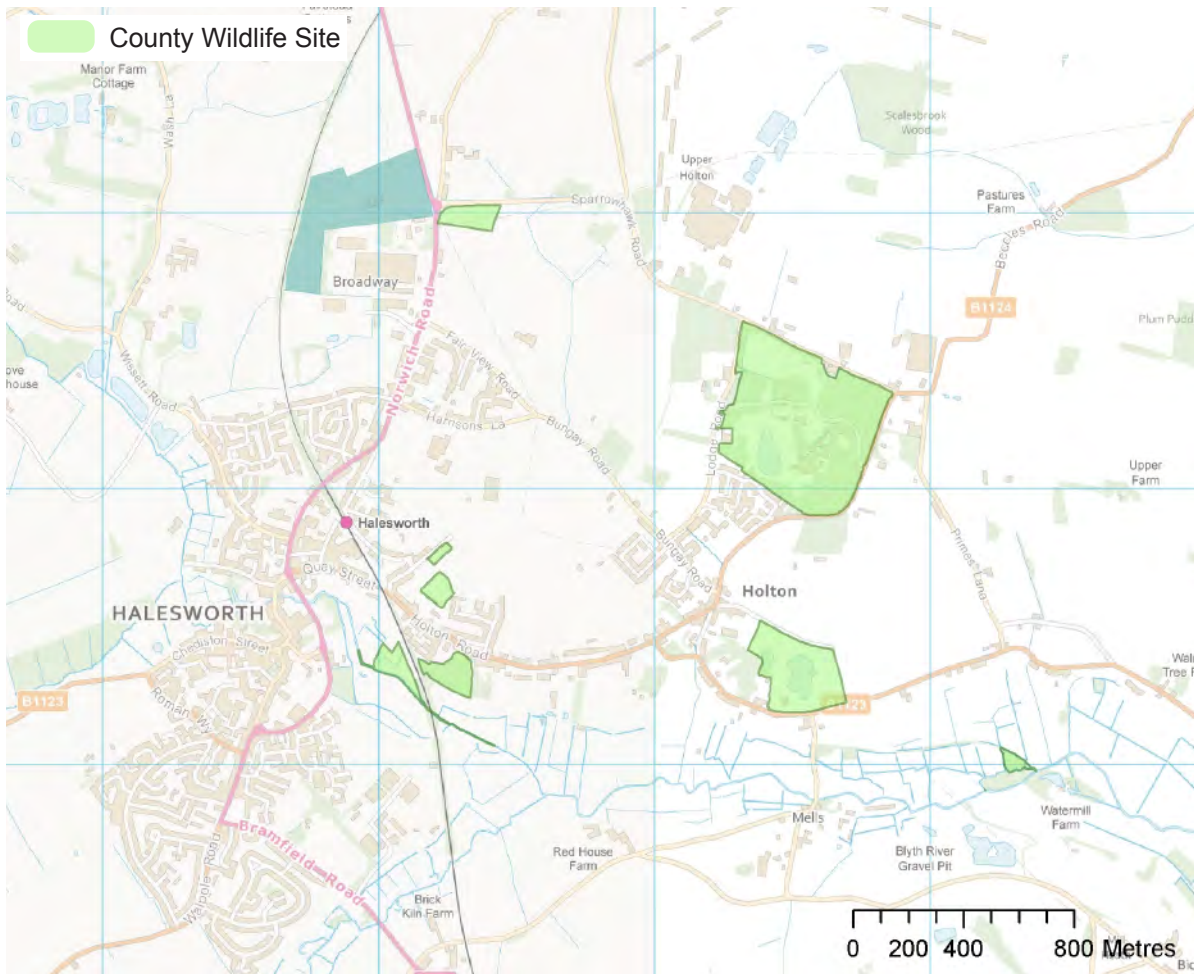 County Wildlife Site
Manor Farm
Cottage
Wash La
Scalesbrook
Wood
Upper
Holton
Pastures
Farm
Sparrowhawk Road
Beccles Road
Broadway
B1124
Norwich Road
Fair View Road
Wissett Road
Harrisons La
Bungay Road
Lodge Road
Upper
Farm
Halesworth
Quay Street
Bungay Road
Primes Lane
HALESWORTH
Holton
Chediston Street
Holton Road
B1123
Roman Wy
B1123
Watermill
Farm
Mells
Red House
Farm
Blyth River
Gravel Pit
Bramfield Road
Walpole Road
Brick
Kiln Farm
0 200 400 800 Metres